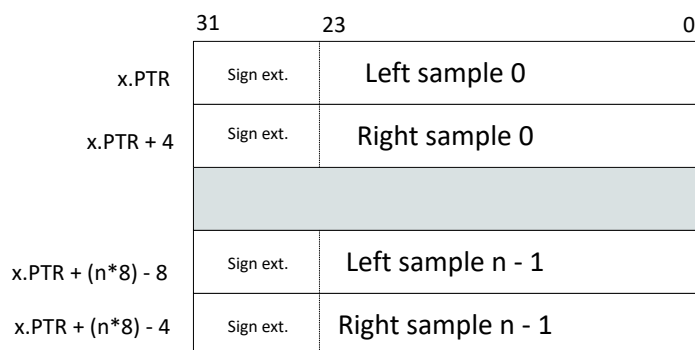 31 23 0
x.PTR Sign ext. Left sample 0
x.PTR + 4 Sign ext. Right sample 0
x.PTR + (n*8) - 8 Sign ext. Left sample n - 1
x.PTR + (n*8) - 4 Sign ext. Right sample n - 1